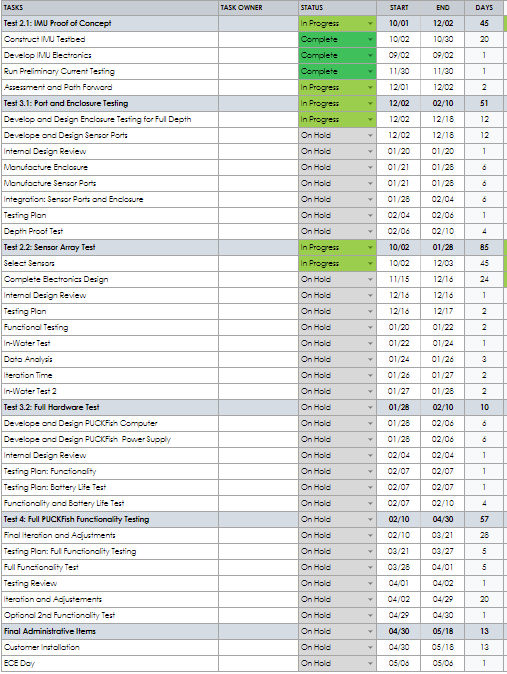 TASKS TASK OWNER STATUS START END DAYS
Test 2.1: IMU Proof of Concept In Progress 10/01 12/02 45
Construct IMU Testbed Complete 10/02 10/30 20
Develop IMU Electronics Complete 09/02 09/02 1
Run Preliminary Current Testing Complete 11/30 11/30 1
Assessment and Path Forward In Progress 12/01 12/02 2
Test 3.1: Port and Enclosure Testing In Progress 12/02 02/10 51
Develop and Design Enclosure Testing for Full Depth In Progress 12/02 12/18 12
Develope and Design Sensor Ports On Hold 12/02 12/18 12
Internal Design Review On Hold 01/20 01/20 1
Manufacture Enclosure On Hold 01/21 01/28 6
Manufacture Sensor Ports On Hold 01/21 01/28 6
Integration: Sensor Ports and Enclosure On Hold 01/28 02/04 6
Testing Plan On Hold 02/04 02/06 1
Depth Proof Test On Hold 02/06 02/10 4
Test 2.2: Sensor Array Test In Progress 10/02 01/28 85
Select Sensors In Progress 10/02 12/03 45
Complete Electronics Design On Hold 11/15 12/16 24
Internal Design Review On Hold 12/16 12/16 1
Testing Plan On Hold 12/16 12/17 2
Functional Testing On Hold 01/20 01/22 2
In-Water Test On Hold 01/22 01/24 1
Data Analysis On Hold 01/24 01/26 3
Iteration Time On Hold 01/26 01/27 2
In-Water Test 2 On Hold 01/27 01/28 2
Test 3.2: Full Hardware Test On Hold 01/28 02/10 10
Develope and Design PUCKFish Computer On Hold 01/28 02/06 6
Develope and Design PUCKFish Power Supply On Hold 01/28 02/06 6
Internal Design Review On Hold 02/04 02/04 1
Testing Plan: Functionality On Hold 02/07 02/07 1
Testing Plan: Battery Life Test On Hold 02/07 02/07 1
Functionality and Battery Life Test On Hold 02/07 02/10 4
Test 4: Full PUCKFish Functionality Testing On Hold 02/10 04/30 57
Final Iteration and Adjustments On Hold 02/10 03/21 28
Testing Plan: Full Functionality Testing On Hold 03/21 03/27 5
Full Functionality Test On Hold 03/28 04/01 5
Testing Review On Hold 04/01 04/02 1
Iteration and Adjustements On Hold 04/02 04/29 20
Optional 2nd Functionality Test On Hold 04/29 04/30 1
Final Administrative Items On Hold 04/30 05/18 13
Customer Installation On Hold 04/30 05/18 13
ECE Day On Hold 05/06 05/06 1